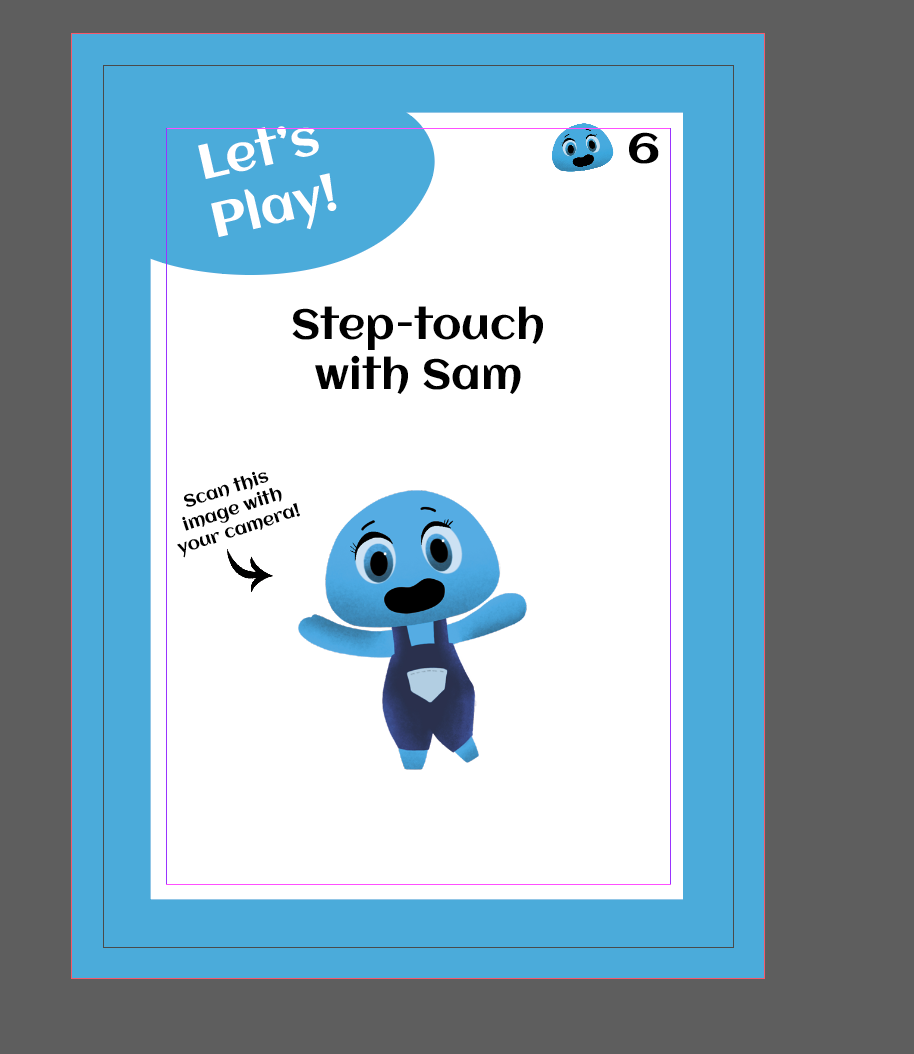 Let's
Play!
6
Step-touch
with Sam
Scan this
image with
your camera!